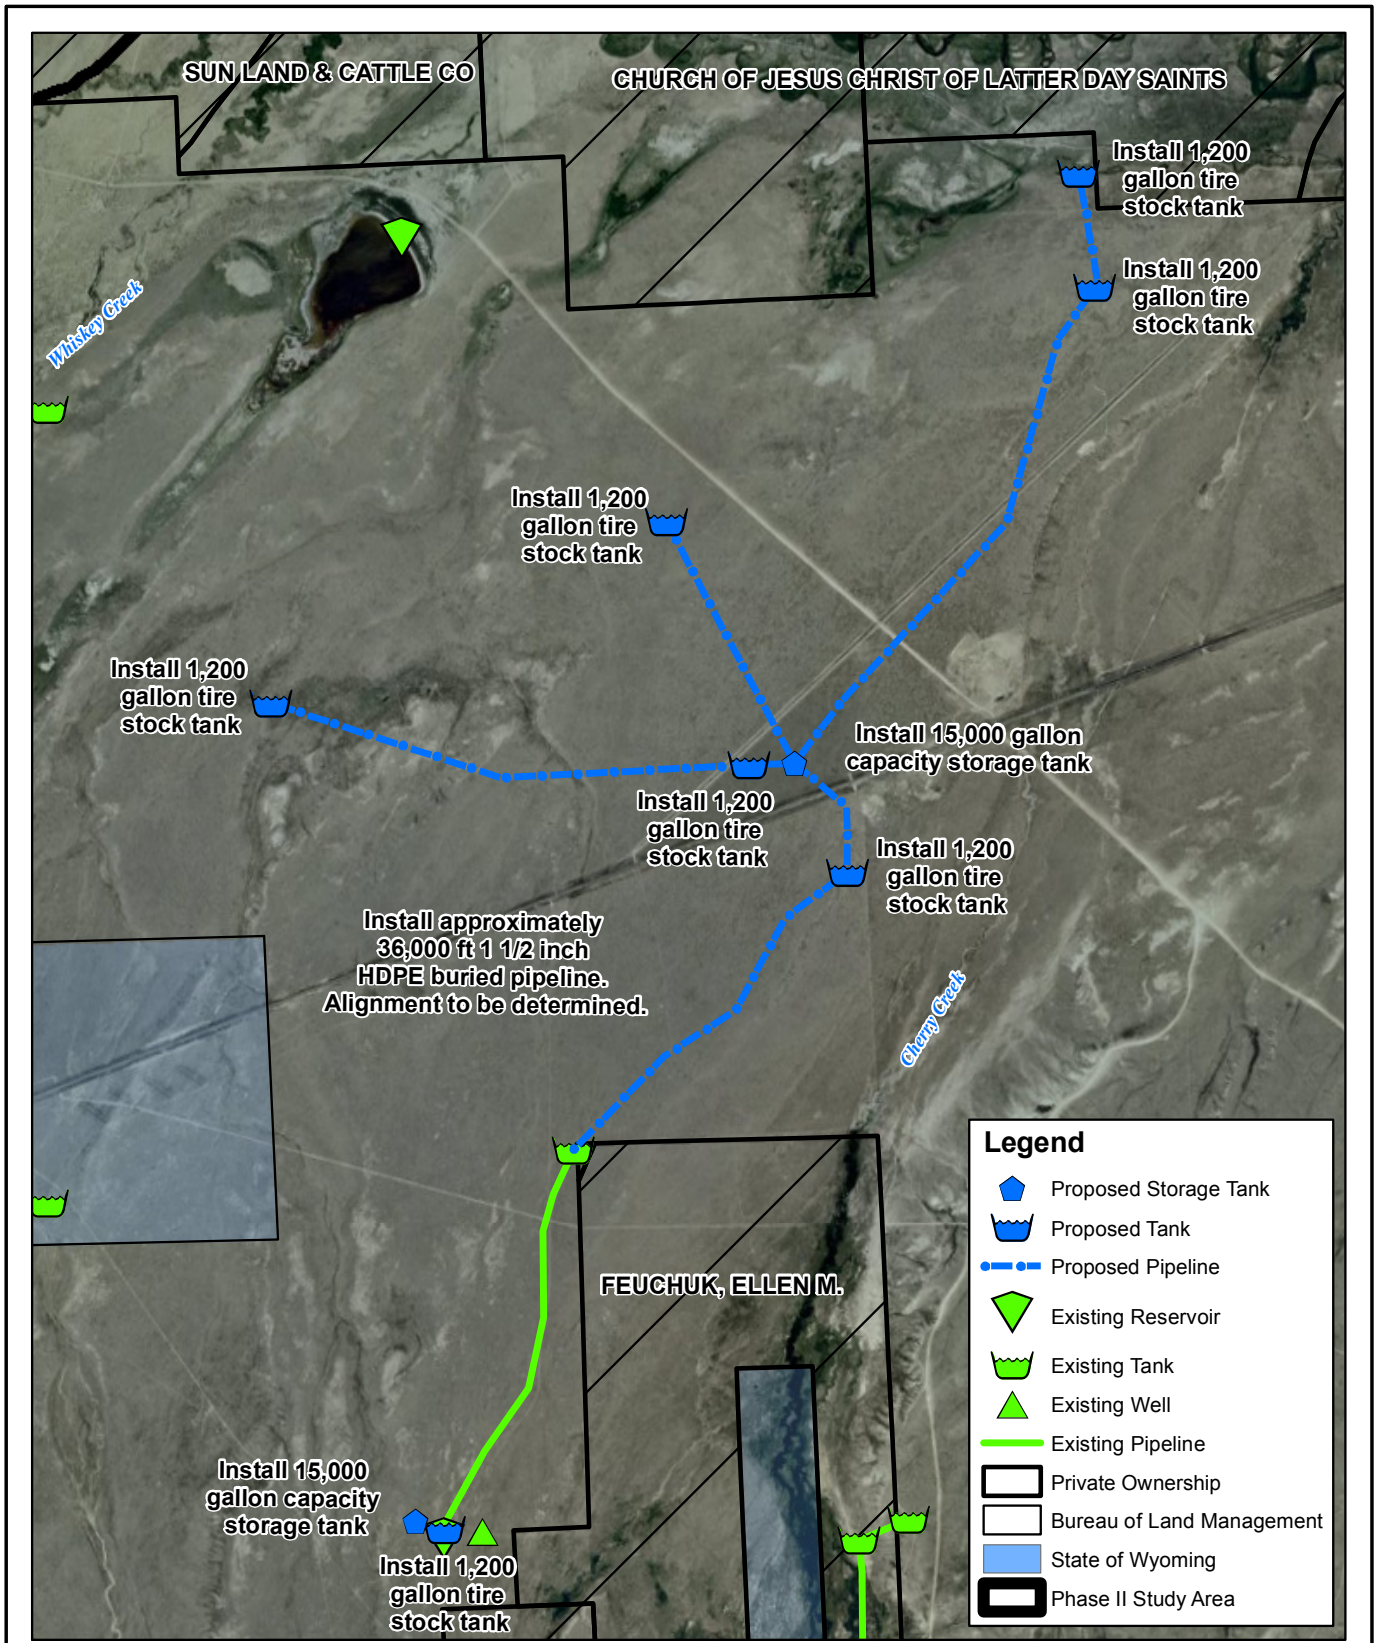 SUN LAND & CATTLE CO
CHURCH OF JESUS CHRIST OF LATTER DAY SAINTS
Install 1,200
gallon tire
stock tank
Install 1,200
gallon tire
stock tank
Whiskey Creek
Install 1,200
gallon tire
stock tank
Install 1,200
gallon tire
stock tank
Install 15,000 gallon
capacity storage tank
Install 1,200
gallon tire
stock tank
Install 1,200
gallon tire
stock tank
Install approximately
36,000 ft 1 1/2 inch
HDPE buried pipeline.
Alignment to be determined.
Cherry Creek
FEUCHUK, ELLEN M.
Install 15,000
gallon capacity
storage tank
Install 1,200
gallon tire
stock tank
Legend
Proposed Storage Tank
Proposed Tank
Proposed Pipeline
Existing Reservoir
Existing Tank
Existing Well
Existing Pipeline
Private Ownership
Bureau of Land Management
State of Wyoming
Phase II Study Area